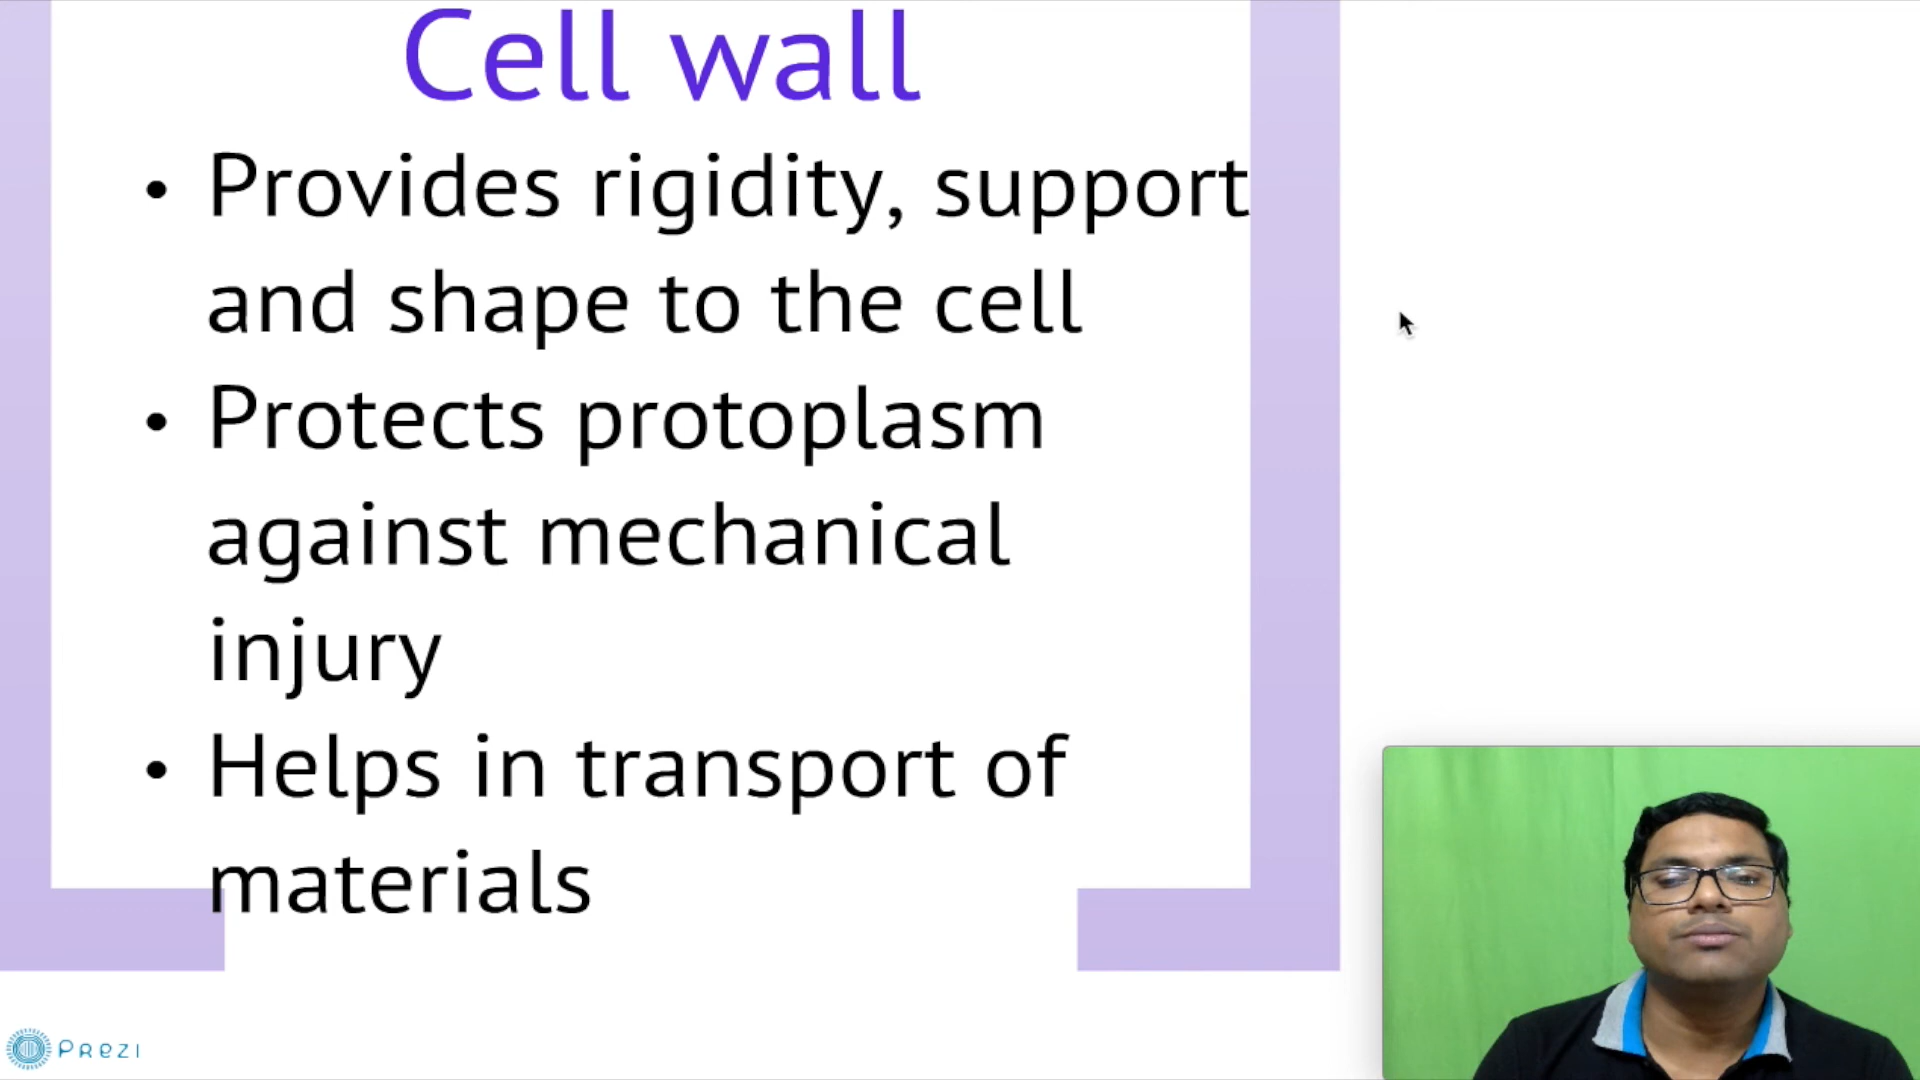 Cell wall
• Provides rigidity, support
and shape to the cell
• Protects protoplasm
against mechanical
injury
• Helps in transport of
materials
Prezi